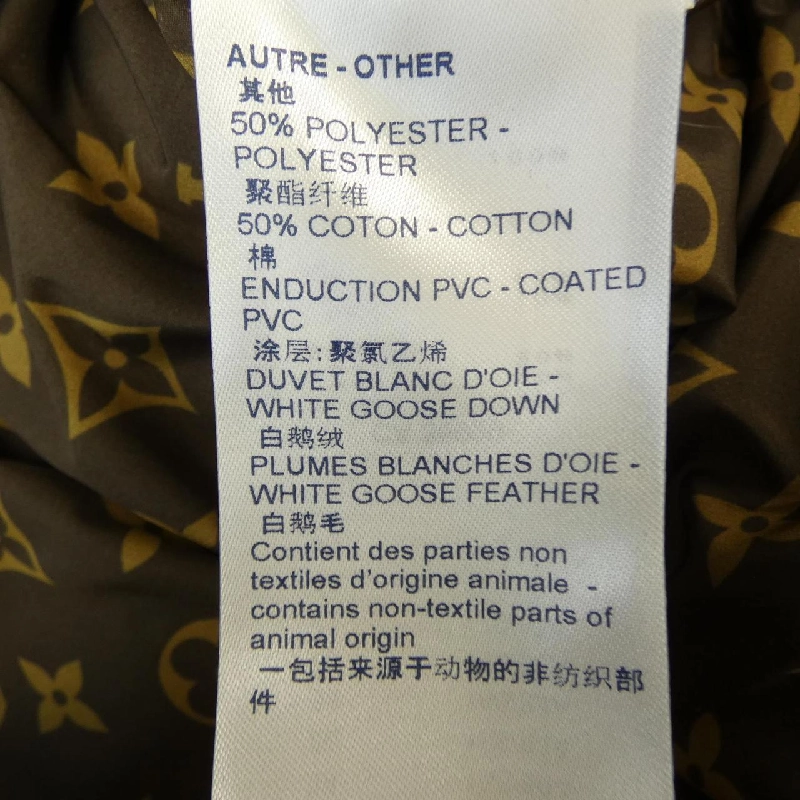 AUTRE - OTHER
其他
50% POLYESTER -
POLYESTER
聚酯纤维
50% COTON - COTTON
棉
ENDUCTION PVC - COATED
PVC
涂层:聚氯乙烯
DUVET BLANC D'OIE -
WHITE GOOSE DOWN
白鹅绒
PLUMES BLANCHES D'OIE -
WHITE GOOSE FEATHER
白鹅毛
Contient des parties non
textiles d'origine animale -
contains non-textile parts of
animal origin
一包括来源于动物的非纺织部
件